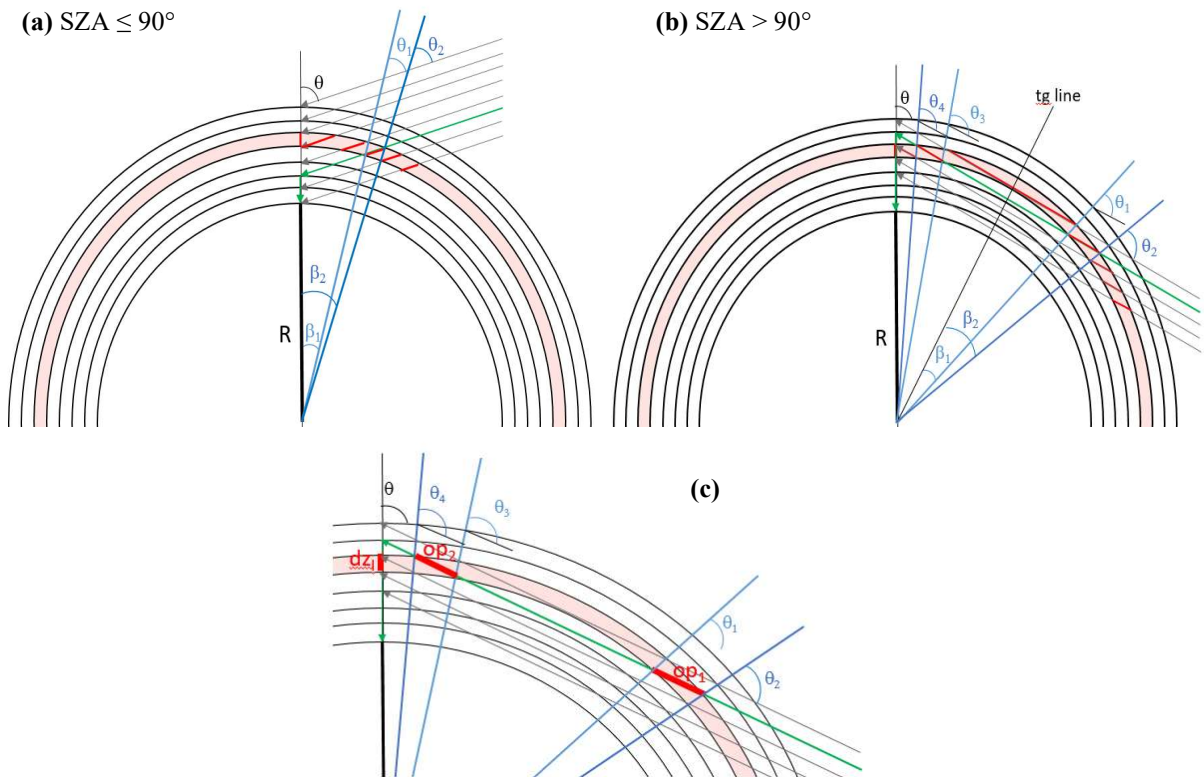 (a) SZA ≤ 90°
(b) SZA > 90°
θ
θ₁
θ₂
β₂
β₁
R
θ
θ₄
θ₃
tg line
θ₁
θ₂
β₂
β₁
R
(c)
θ
θ₄
θ₃
op₂
dzⱼ
θ₁
op₁
θ₂